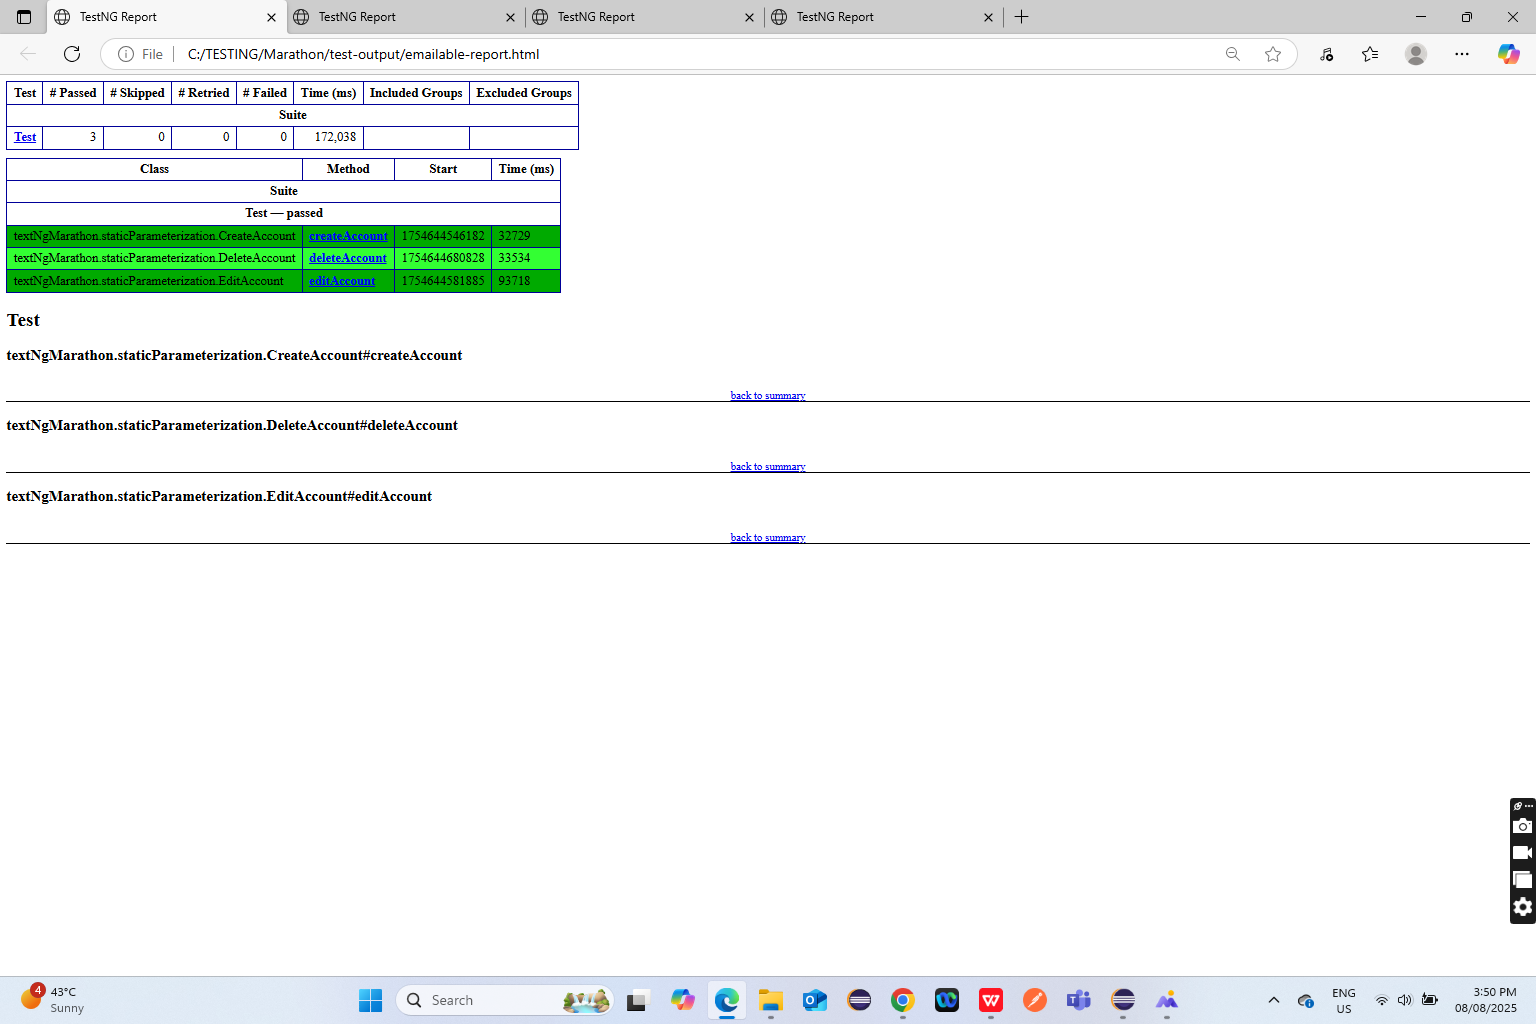 TestNG Report
TestNG Report
TestNG Report
TestNG Report
File C:/TESTING/Marathon/test-output/emailable-report.html
Test # Passed # Skipped # Retried # Failed Time (ms) Included Groups Excluded Groups
Suite
Test 3 0 0 0 172,038
Class Method Start Time (ms)
Suite
Test — passed
textNgMarathon.staticParameterization.CreateAccount createAccount 1754644546182 32729
textNgMarathon.staticParameterization.DeleteAccount deleteAccount 1754644680828 33534
textNgMarathon.staticParameterization.EditAccount editAccount 1754644581885 93718
Test
textNgMarathon.staticParameterization.CreateAccount#createAccount
back to summary
textNgMarathon.staticParameterization.DeleteAccount#deleteAccount
back to summary
textNgMarathon.staticParameterization.EditAccount#editAccount
back to summary
4
43°C
Sunny
Search
ENG
US
3:50 PM
08/08/2025